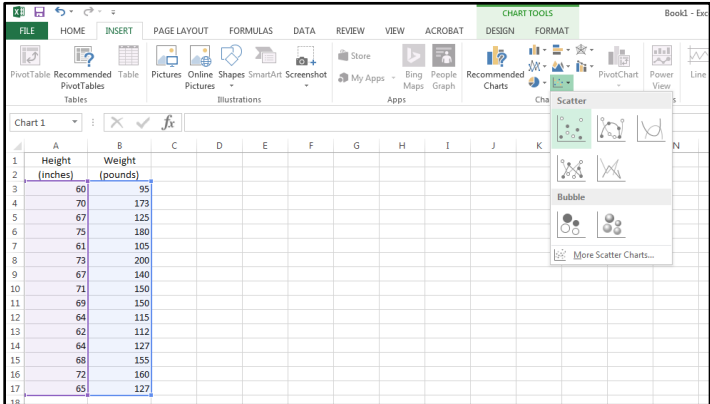 CHART TOOLS Book1 - Exc
FILE HOME INSERT PAGE LAYOUT FORMULAS DATA REVIEW VIEW ACROBAT DESIGN FORMAT
PivotTable Recommended PivotTables Table
Pictures Online Pictures Shapes SmartArt Screenshot
Store
My Apps
Bing Maps People Graph
Recommended Charts
PivotChart
Power View
Line
Tables Illustrations Apps Cha s
Scatter
Bubble
More Scatter Charts...
Chart 1 fx
A B C D E F G H I J K N
1 Height Weight
2 (inches) (pounds)
3 60 95
4 70 173
5 67 125
6 75 180
7 61 105
8 73 200
9 67 140
10 71 150
11 69 150
12 64 115
13 62 112
14 64 127
15 68 155
16 72 160
17 65 127
18